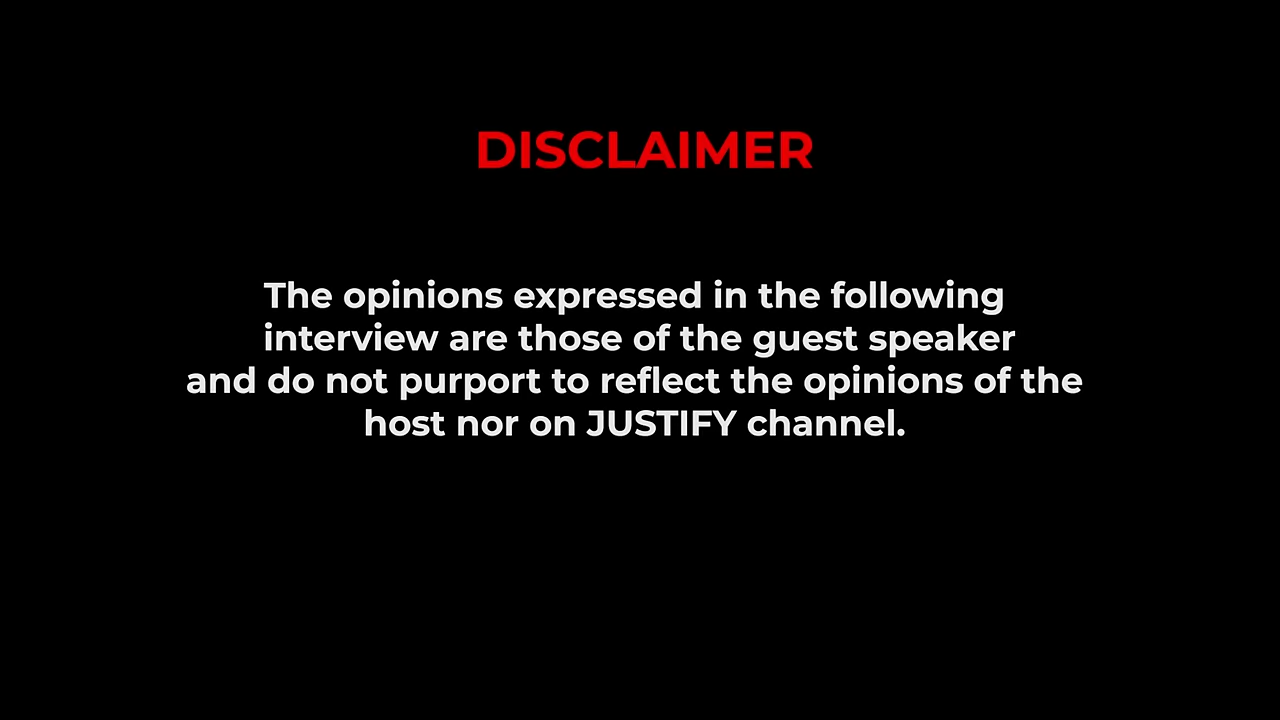 DISCLAIMER
The opinions expressed in the following
interview are those of the guest speaker
and do not purport to reflect the opinions of the
host nor on JUSTIFY channel.